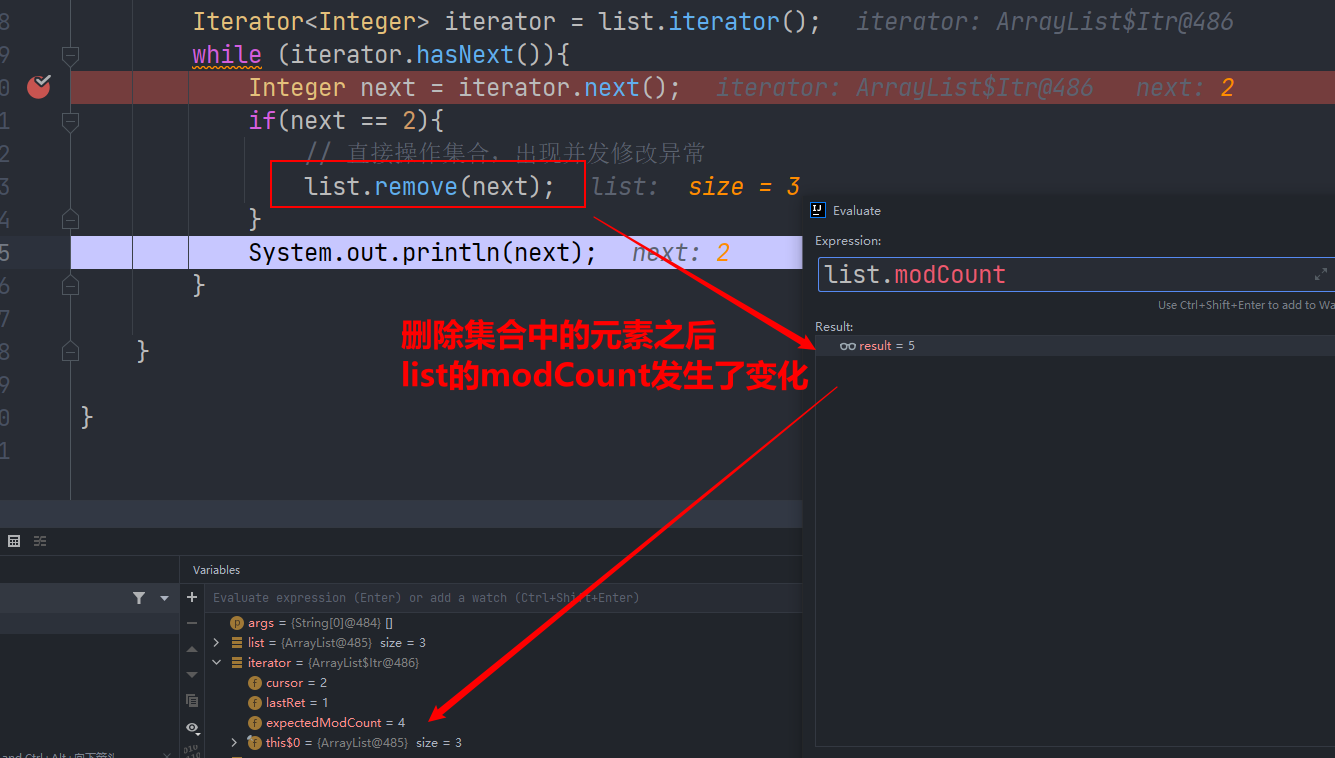 8 Iterator<Integer> iterator = list.iterator(); iterator: ArrayList$Itr@486
9 while (iterator.hasNext()){
0 Integer next = iterator.next(); iterator: ArrayList$Itr@486 next: 2
1 if(next == 2){
2 // 直接操作集合，出现并发修改异常
3 list.remove(next); list: size = 3
4 }
5 System.out.println(next); next: 2
6 }
7
8 }
9
0 }
1
删除集合中的元素之后
list的modCount发生了变化
Evaluate
Expression:
list.modCount
Use Ctrl+Shift+Enter to add to Wa
Result:
result = 5
Variables
Evaluate expression (Enter) or add a watch (Ctrl+Shift+Enter)
args = {String[0]@484} []
list = {ArrayList@485} size = 3
iterator = {ArrayList$Itr@486}
cursor = 2
lastRet = 1
expectedModCount = 4
this$0 = {ArrayList@485} size = 3